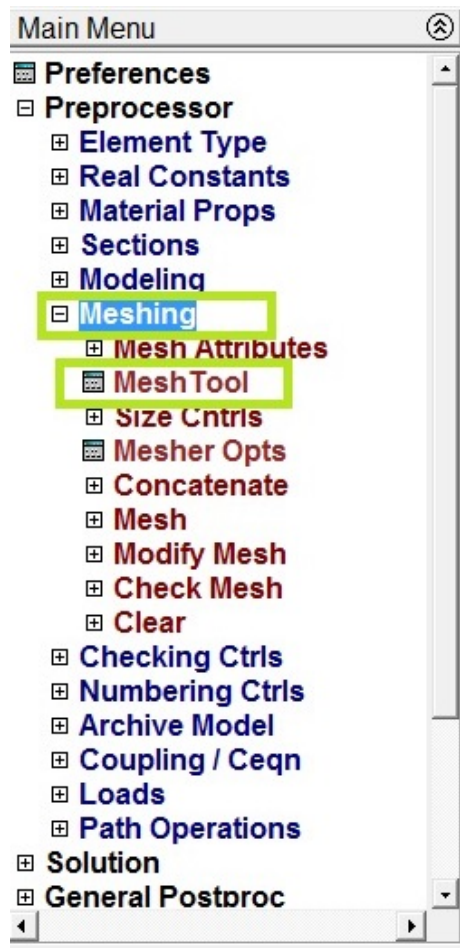 Main Menu
Preferences
Preprocessor
Element Type
Real Constants
Material Props
Sections
Modeling
Meshing
Mesh Attributes
MeshTool
Size Cntrls
Mesher Opts
Concatenate
Mesh
Modify Mesh
Check Mesh
Clear
Checking Ctrls
Numbering Ctrls
Archive Model
Coupling / Ceqn
Loads
Path Operations
Solution
General Postproc